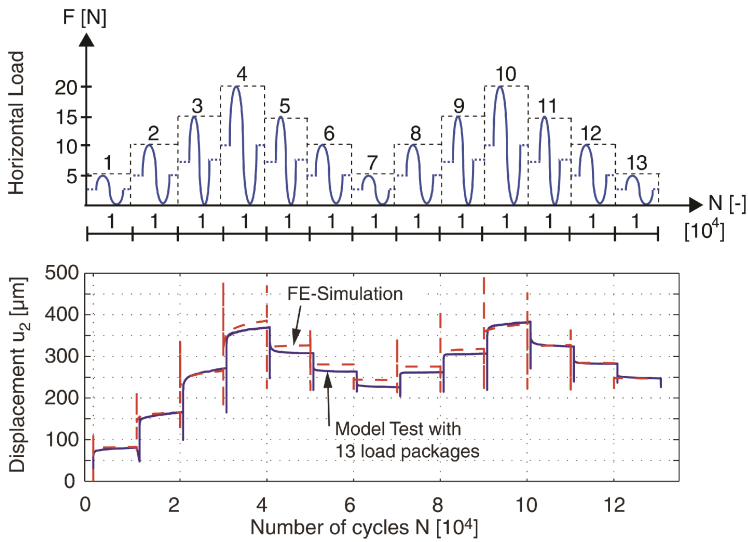 F [N]
Horizontal Load
20
15
10
5
1
2
3
4
5
6
7
8
9
10
11
12
13
N [-]
1 1 1 1 1 1 1 1 1 1 1 1 1
[10⁴]
Displacement u₂ [µm]
500
400
300
200
100
0
FE-Simulation
Model Test with
13 load packages
0 2 4 6 8 10 12
Number of cycles N [10⁴]